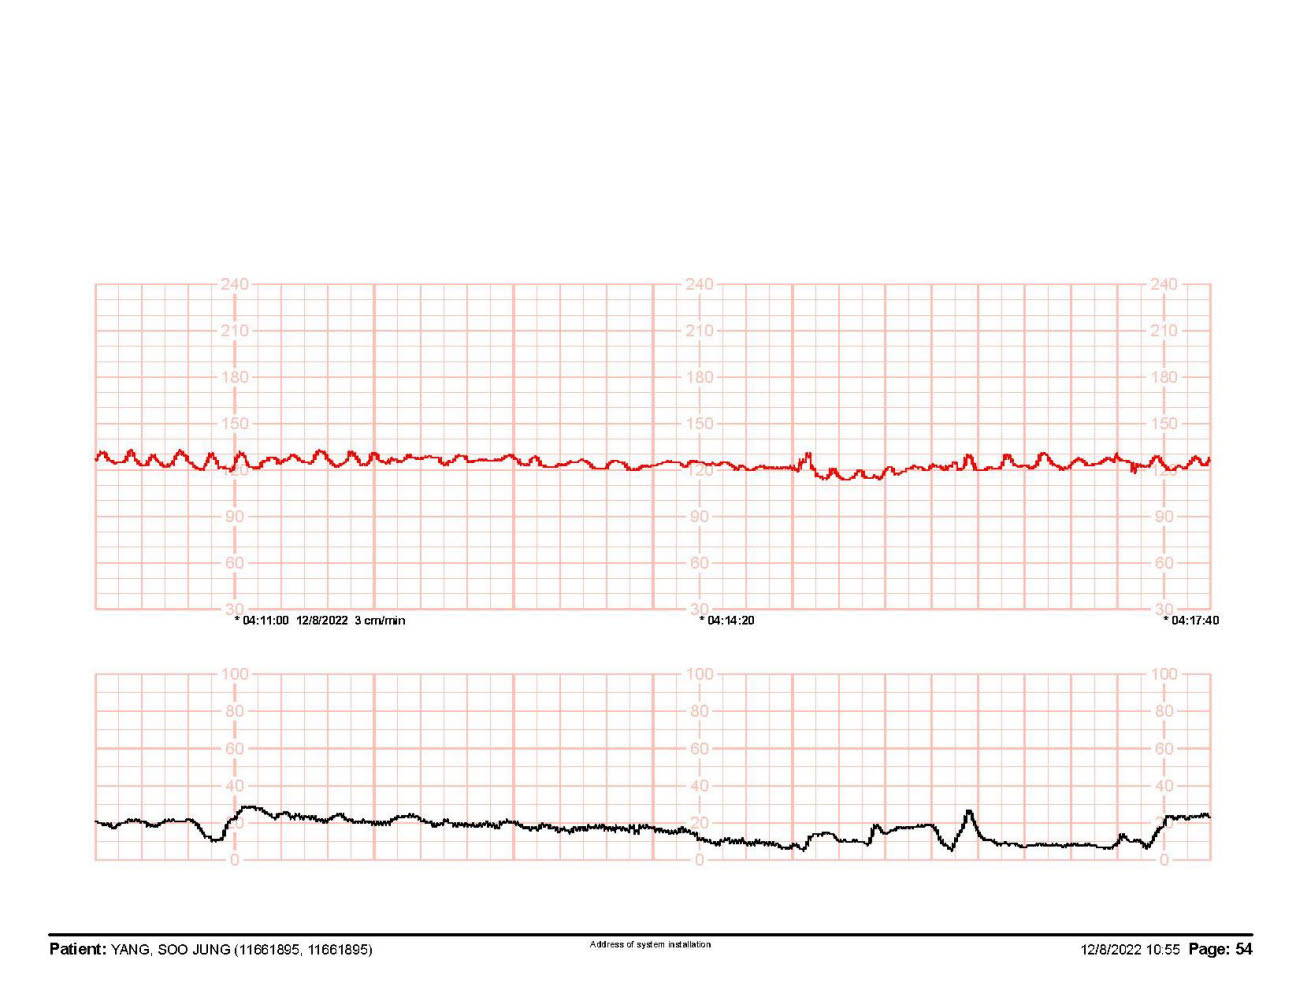 240 240 240
210 210 210
180 180 180
150 150 150
120 120 120
90 90 90
60 60 60
30 30 30
* 04:11:00 12/8/2022 3 cm/min * 04:14:20 * 04:17:40
100 100 100
80 80 80
60 60 60
40 40 40
20 20 20
0 0 0
Patient: YANG, SOO JUNG (11661895, 11661895) Address of system installation 12/8/2022 10:55 Page: 54